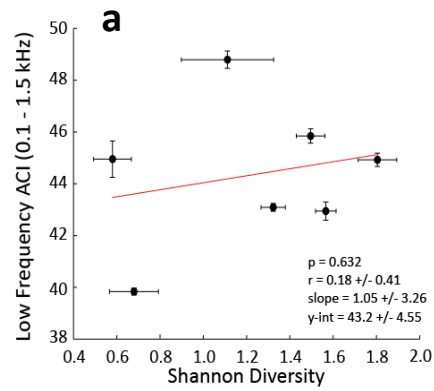 a
Low Frequency ACI (0.1 - 1.5 kHz)
50
48
46
44
42
40
38
p = 0.632
r = 0.18 +/- 0.41
slope = 1.05 +/- 3.26
y-int = 43.2 +/- 4.55
0.4 0.6 0.8 1.0 1.2 1.4 1.6 1.8 2.0
Shannon Diversity